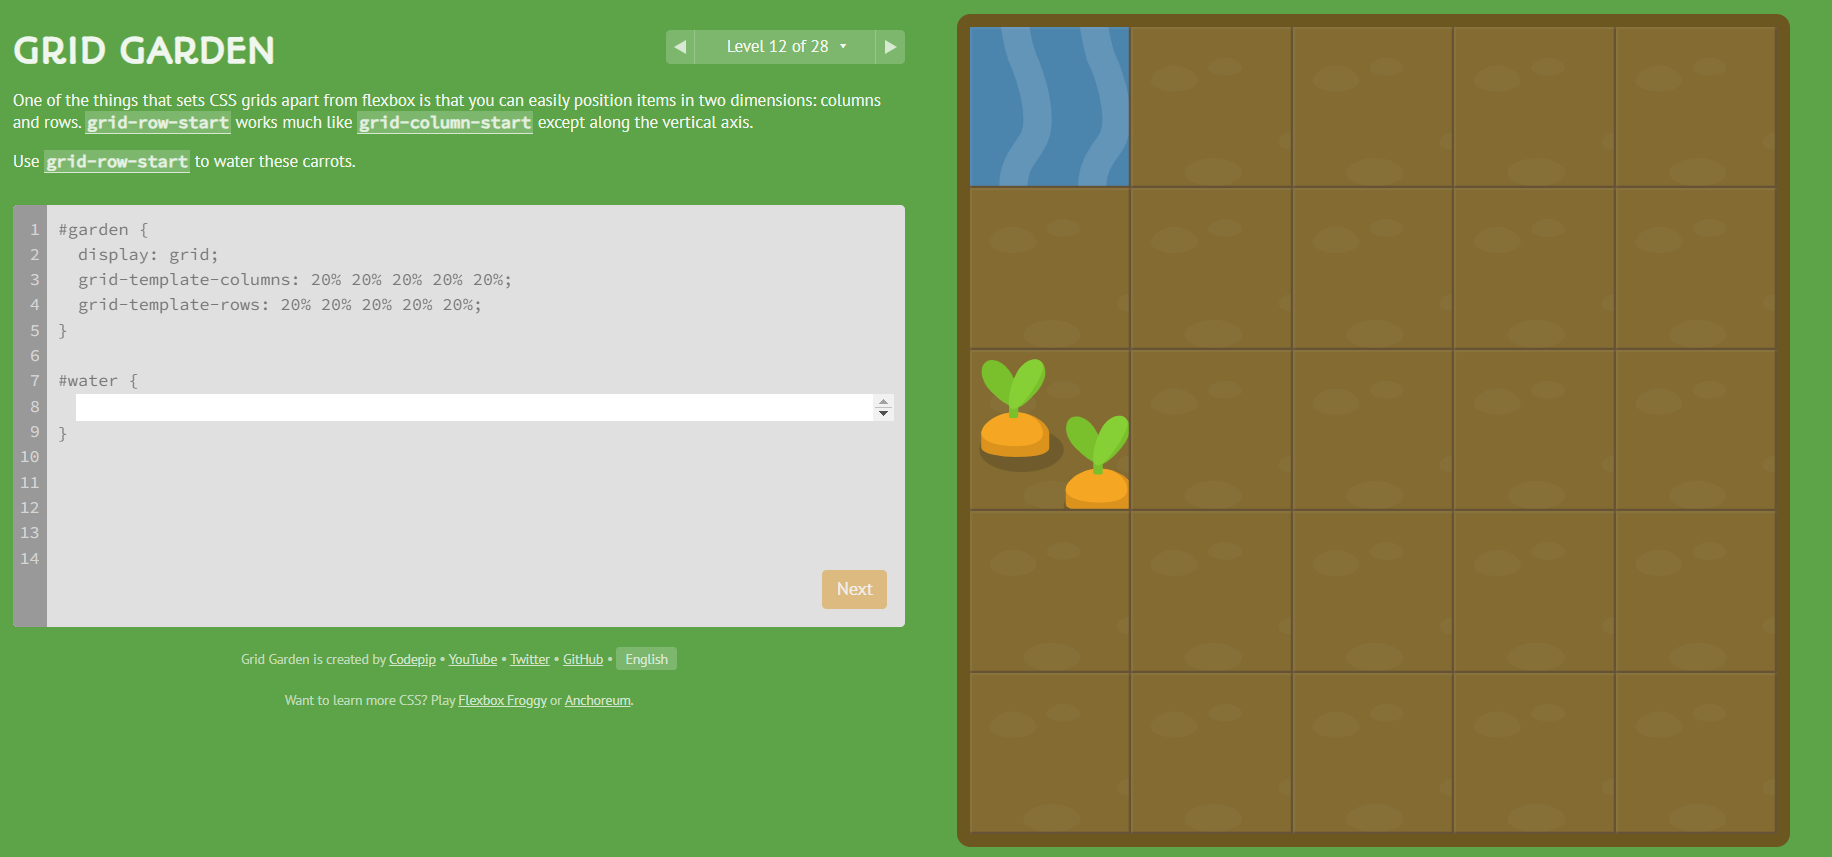 GRID GARDEN
Level 12 of 28
One of the things that sets CSS grids apart from flexbox is that you can easily position items in two dimensions: columns
and rows. grid-row-start works much like grid-column-start except along the vertical axis.
Use grid-row-start to water these carrots.
1 #garden {
2 display: grid;
3 grid-template-columns: 20% 20% 20% 20% 20%;
4 grid-template-rows: 20% 20% 20% 20% 20%;
5 }
6
7 #water {
8
9 }
10
11
12
13
14
Next
Grid Garden is created by Codepip • YouTube • Twitter • GitHub • English
Want to learn more CSS? Play Flexbox Froggy or Anchoreum.